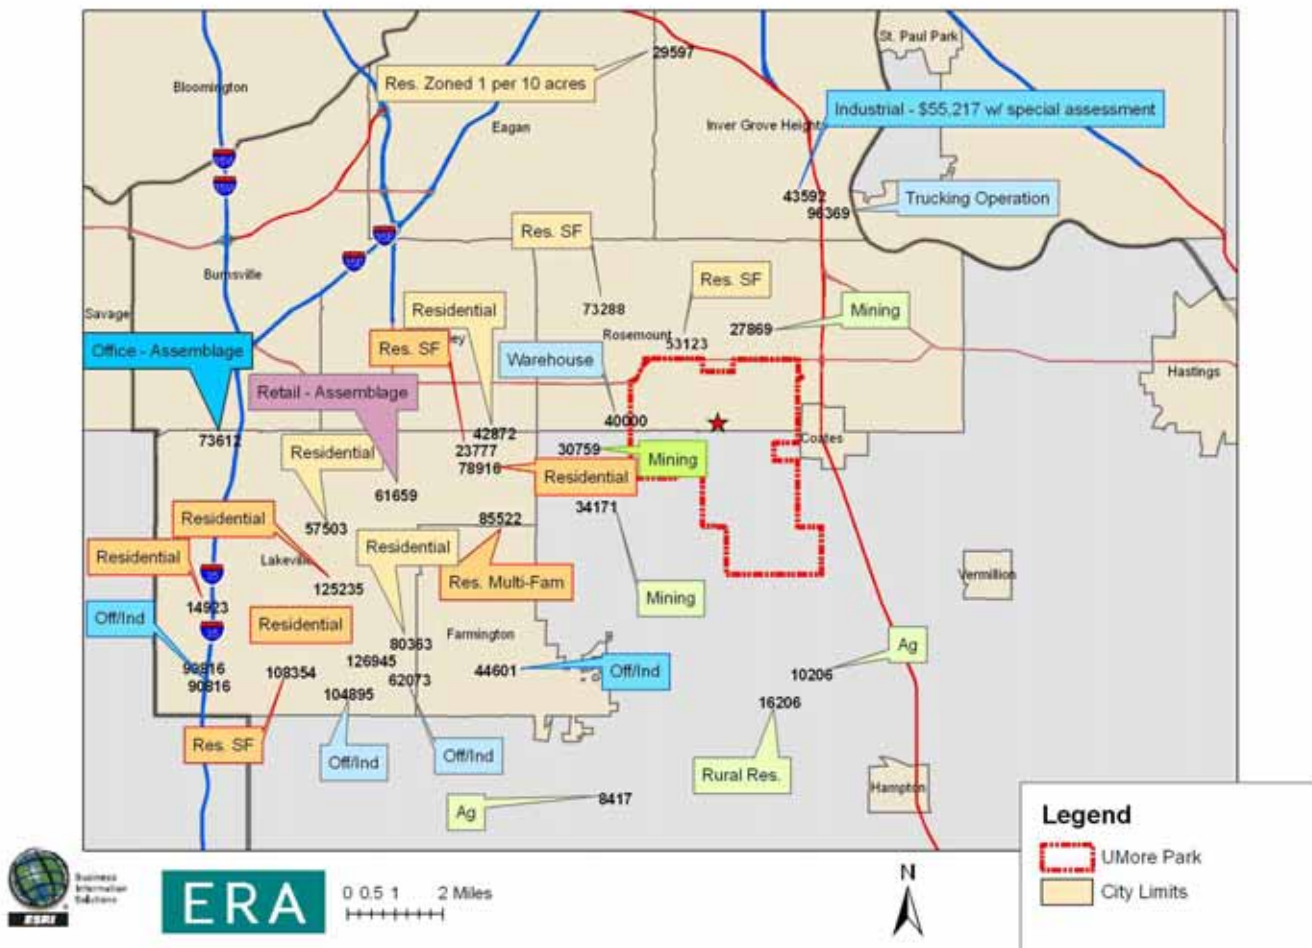 St. Paul Park
29597
Bloomington
Res. Zoned 1 per 10 acres
Industrial - $55,217 w/ special assessment
Eagan
Inver Grove Heights
43592
96369
Trucking Operation
Res. SF
Burnsville
Res. SF
Savage
Residential
73288
27869
Mining
Rosemount
53123
ey
Res. SF
Office - Assemblage
Warehouse
Hastings
Retail - Assemblage
40000
73612
42872
Coates
23777
Residential
30759
Mining
78916
Residential
61659
34171
Residential
57503
85522
Residential
Residential
Lakeville
Res. Multi-Fam
Vermillion
125235
14923
Mining
Off/Ind
Residential
80363
Farmington
Ag
126945
90816
108354
62073
44601
Off/Ind
10206
90816
104895
16206
Res. SF
Off/Ind
Off/Ind
Rural Res.
Hampton
8417
Ag
Legend
UMore Park
City Limits
Business
Information
Solutions
ESRI
ERA
0 0.5 1 2 Miles
N